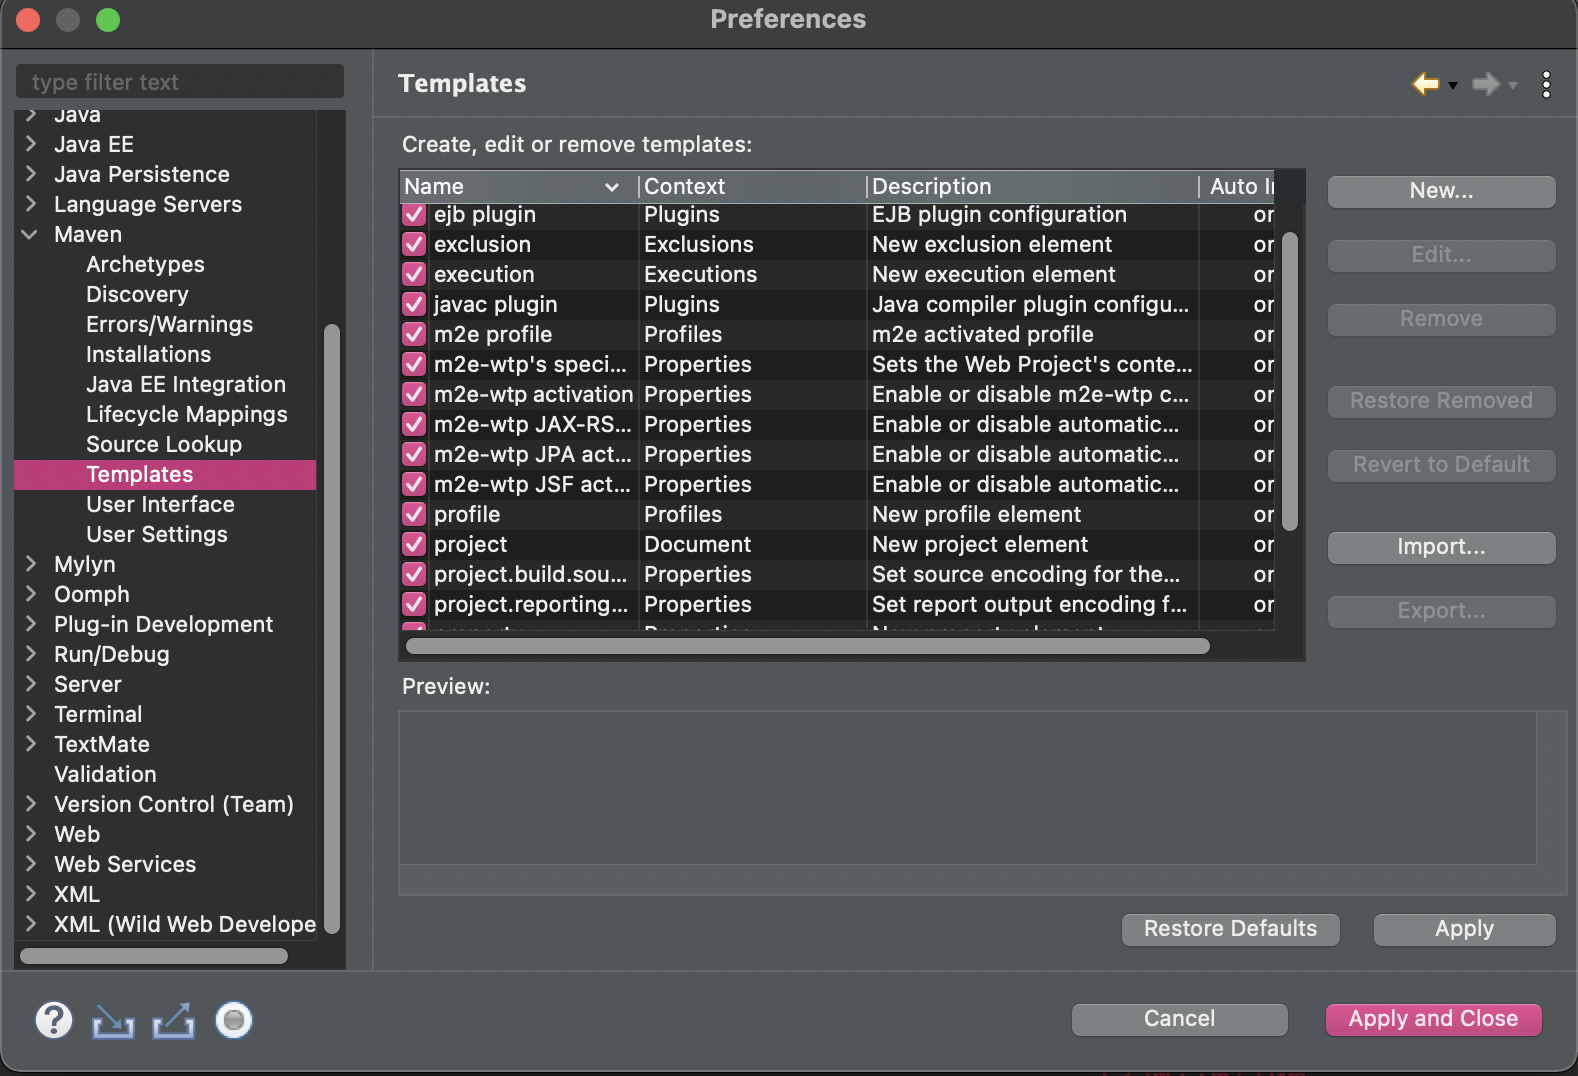 Preferences
type filter text
Java
Java EE
Java Persistence
Language Servers
Maven
Archetypes
Discovery
Errors/Warnings
Installations
Java EE Integration
Lifecycle Mappings
Source Lookup
Templates
User Interface
User Settings
Mylyn
Oomph
Plug-in Development
Run/Debug
Server
Terminal
TextMate
Validation
Version Control (Team)
Web
Web Services
XML
XML (Wild Web Develope
Templates
Create, edit or remove templates:
Name Context Description Auto I
ejb plugin Plugins EJB plugin configuration or
exclusion Exclusions New exclusion element or
execution Executions New execution element or
javac plugin Plugins Java compiler plugin configu... or
m2e profile Profiles m2e activated profile or
m2e-wtp's speci... Properties Sets the Web Project's conte... or
m2e-wtp activation Properties Enable or disable m2e-wtp c... or
m2e-wtp JAX-RS... Properties Enable or disable automatic... or
m2e-wtp JPA act... Properties Enable or disable automatic... or
m2e-wtp JSF act... Properties Enable or disable automatic... or
profile Profiles New profile element or
project Document New project element or
project.build.sou... Properties Set source encoding for the... or
project.reporting... Properties Set report output encoding f... or
New...
Edit...
Remove
Restore Removed
Revert to Default
Import...
Export...
Preview:
Restore Defaults Apply
Cancel Apply and Close